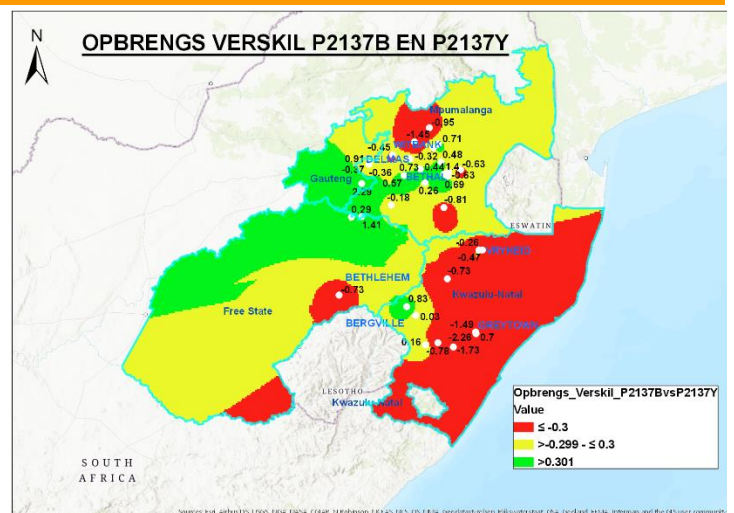 N
OPBRENGS VERSKIL P2137B EN P2137Y
Mpumalanga
-0.95
-1.45
0.71
-0.45
0.91
DELMAS
-0.32
0.48
-0.37
-0.36
0.73
0.44
1.4
-0.63
BETHAL
-0.63
Gauteng
0.57
0.69
2.29
0.26
-0.18
-0.81
0.29
1.41
ESWATIN
-0.26
VRYHEID
-0.47
-0.73
BETHLEHEM
-0.73
Kwazulu-Natal
0.83
Free State
0.03
BERGVILLE
-1.49
GREYTOWN
-2.26
0.7
0.16
-0.78
-1.73
LESOTHO
Kwazulu-Natal
Opbrengs_Verskil_P2137BvsP2137Y
Value
≤ -0.3
>-0.299 - ≤ 0.3
>0.301
SOUTH
AFRICA